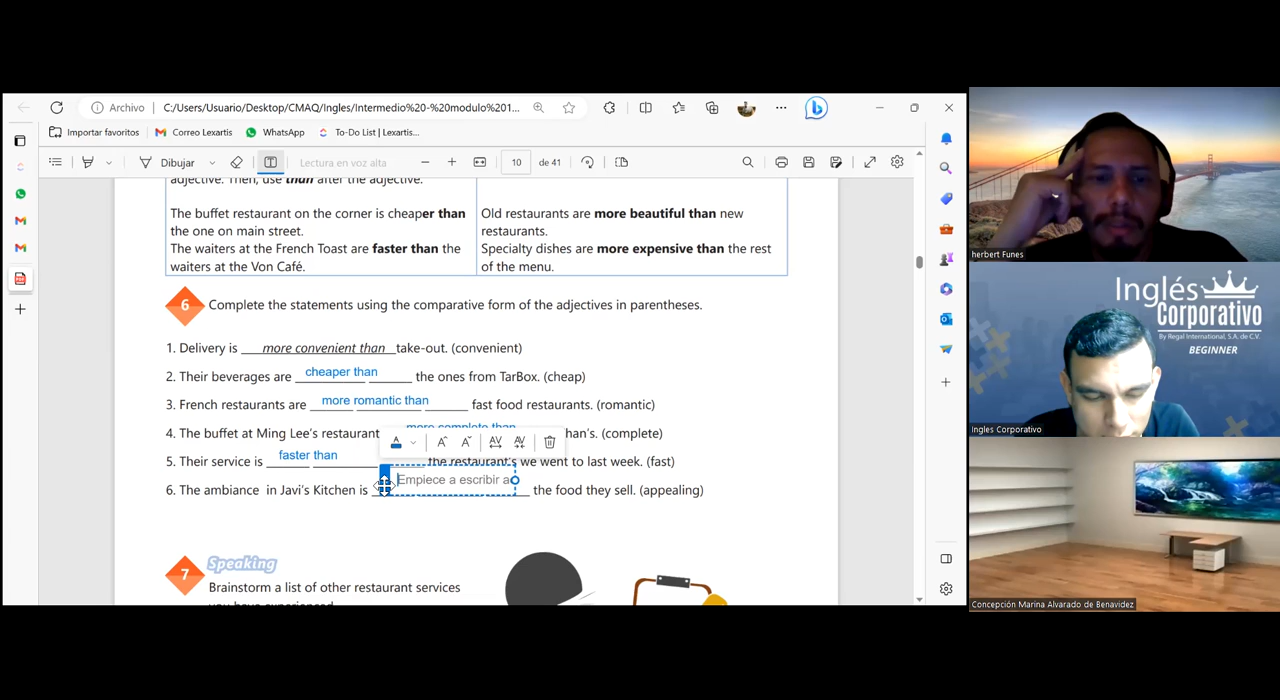 Archivo
C:/Users/Usuario/Desktop/CMAQ/Ingles/Intermedio%20-%20modulo%201...
Importar favoritos
Correo Lexartis
WhatsApp
To-Do List | Lexartis...
Dibujar
Lectura en voz alta
10
de 41
adjective. Then, use than after the adjective.
The buffet restaurant on the corner is cheaper than
the one on main street.
The waiters at the French Toast are faster than the
waiters at the Von Café.
Old restaurants are more beautiful than new
restaurants.
Specialty dishes are more expensive than the rest
of the menu.
6 Complete the statements using the comparative form of the adjectives in parentheses.
1. Delivery is more convenient than take-out. (convenient)
2. Their beverages are cheaper than the ones from TarBox. (cheap)
3. French restaurants are more romantic than fast food restaurants. (romantic)
4. The buffet at Ming Lee's restaurant more complete than han's. (complete)
5. Their service is faster than the restaurant's we went to last week. (fast)
Empiece a escribir a
6. The ambiance in Javi's Kitchen is the food they sell. (appealing)
7 Speaking
Brainstorm a list of other restaurant services
you have experienced
herbert Funes
Inglés
Corporativo
By Regal International, S.A. de C.V.
BEGINNER
Ingles Corporativo
Concepción Marina Alvarado de Benavidez